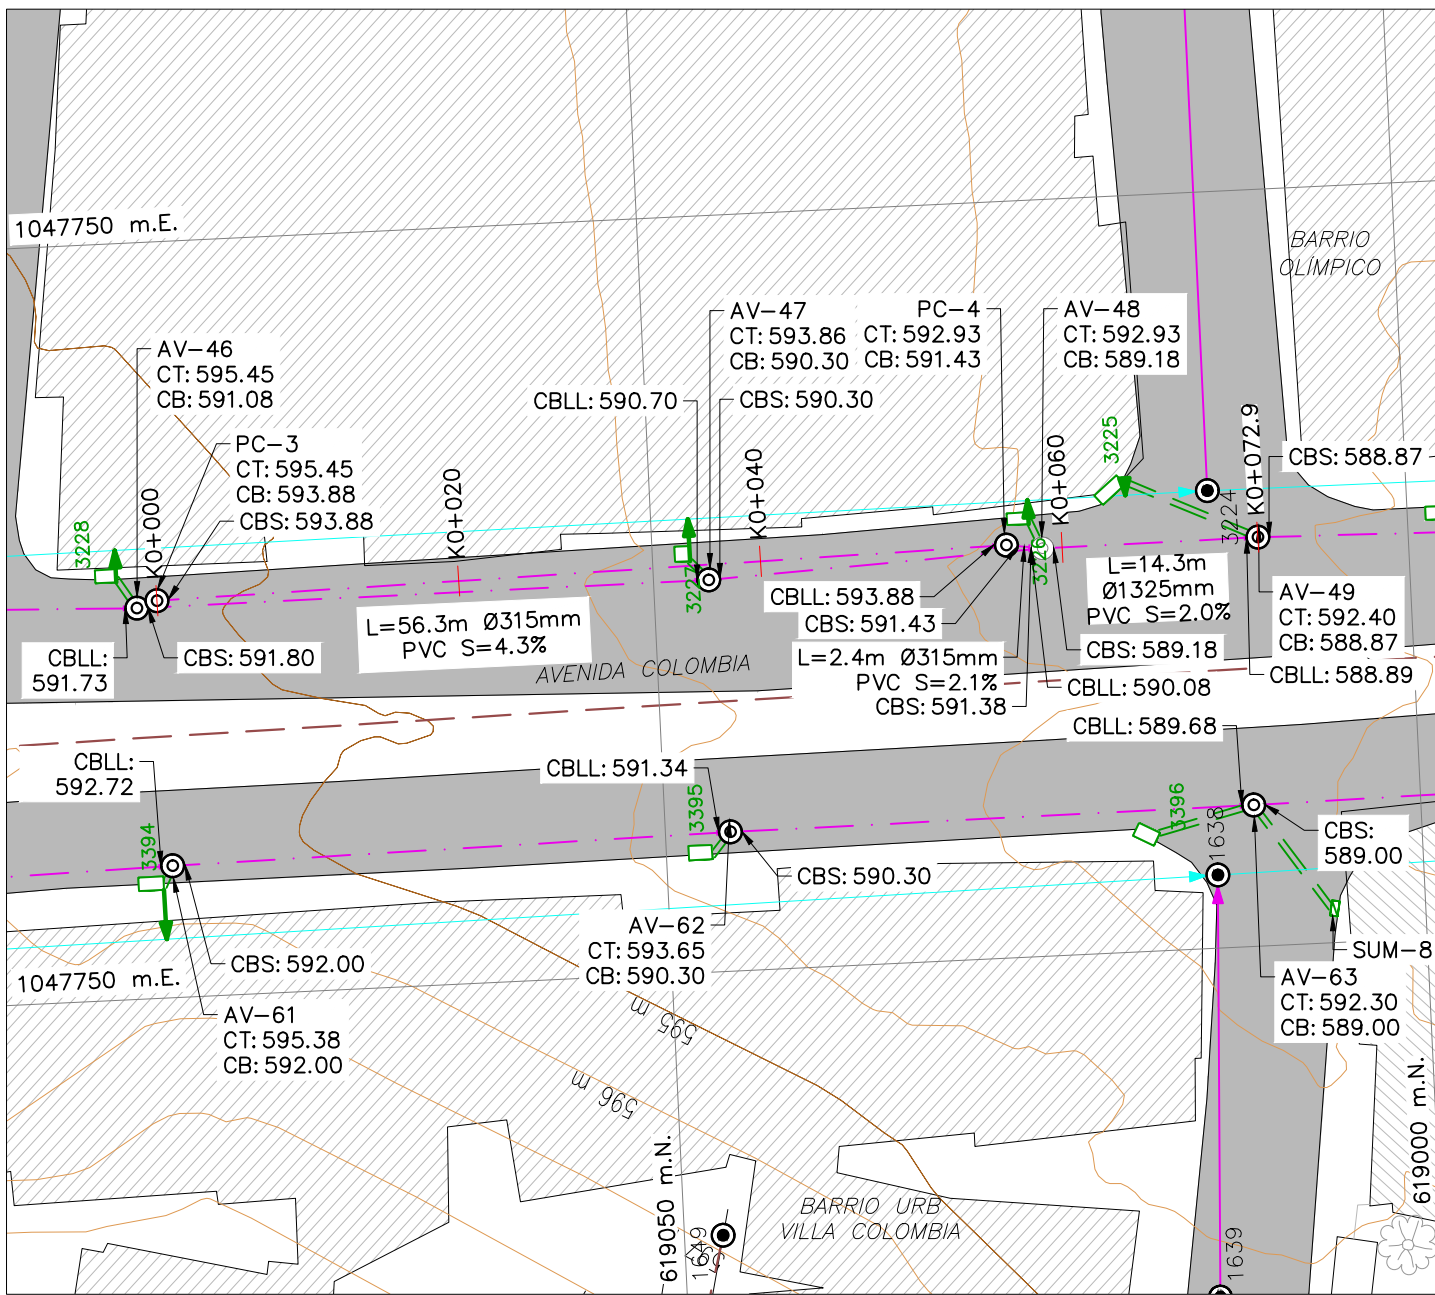 1047750 m.E.
BARRIO
OLÍMPICO
AV-46
CT: 595.45
CB: 591.08
PC-3
CT: 595.45
CB: 593.88
CBS: 593.88
AV-47
CT: 593.86
CB: 590.30
CBLL: 590.70
CBS: 590.30
PC-4
CT: 592.93
CB: 591.43
AV-48
CT: 592.93
CB: 589.18
3225
K0+072.9
CBS: 588.87
3228
K0+000
K0+020
K0+040
K0+060
3224
3227
3226
L=14.3m
Ø1325mm
PVC S=2.0%
L=56.3m Ø315mm
PVC S=4.3%
CBLL: 593.88
CBS: 591.43
AV-49
CT: 592.40
CB: 588.87
CBLL: 588.89
CBLL:
591.73
CBS: 591.80
AVENIDA COLOMBIA
L=2.4m Ø315mm
PVC S=2.1%
CBS: 591.38
CBS: 589.18
CBLL: 590.08
CBLL: 589.68
CBLL:
592.72
CBLL: 591.34
3394
3395
3396
1638
CBS:
589.00
CBS: 590.30
AV-62
CT: 593.65
CB: 590.30
SUM-8
AV-63
CT: 592.30
CB: 589.00
1047750 m.E.
CBS: 592.00
AV-61
CT: 595.38
CB: 592.00
595 m
596 m
619050 m.N.
619000 m.N.
BARRIO URB
VILLA COLOMBIA
1649
1639